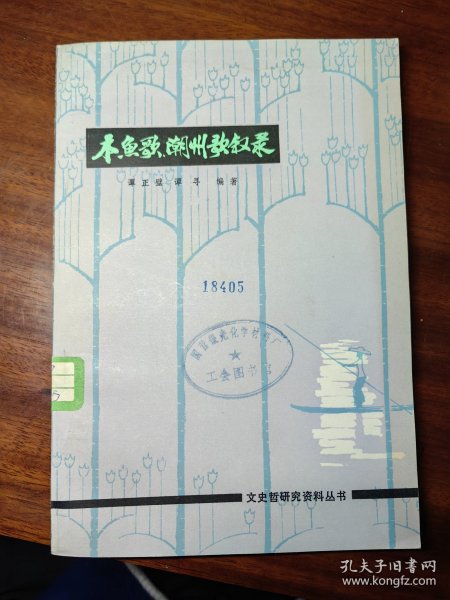 木鱼歌、潮州歌叙录
谭正璧 谭寻 编著
18405
工会图书室
文史哲研究资料丛书
孔夫子旧书网
www.kongfz.com